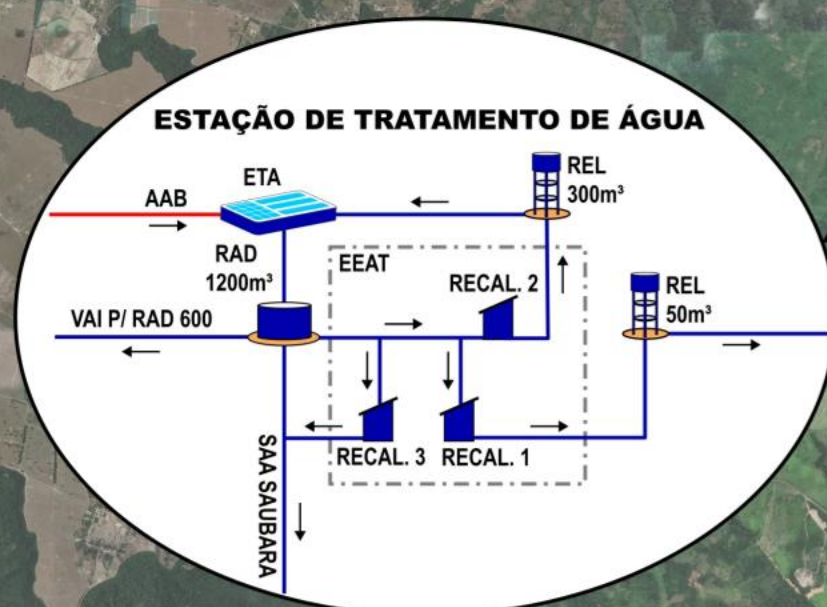 ESTAÇÃO DE TRATAMENTO DE ÁGUA
AAB
ETA
REL
300m³
RAD
1200m³
EEAT
RECAL. 2
REL
50m³
VAI P/ RAD 600
RECAL. 3
RECAL. 1
SAA SAUBARA